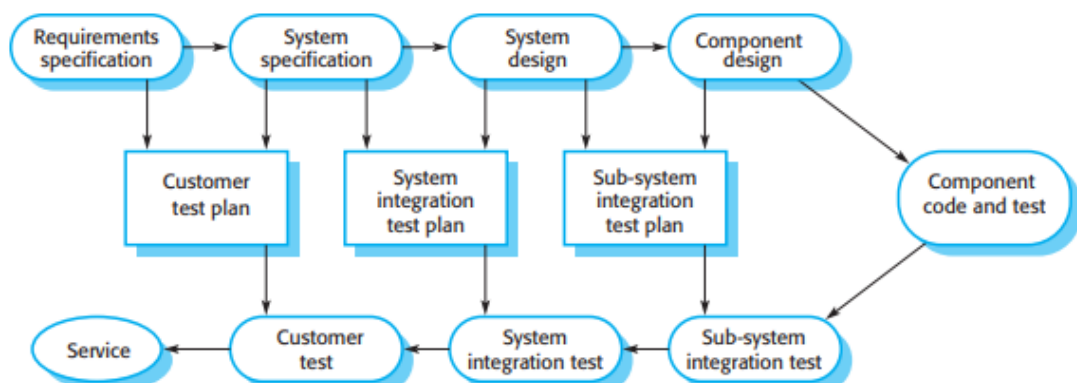 Requirements
specification
System
specification
System
design
Component
design
Customer
test plan
System
integration
test plan
Sub-system
integration
test plan
Component
code and test
Service
Customer
test
System
integration test
Sub-system
integration test